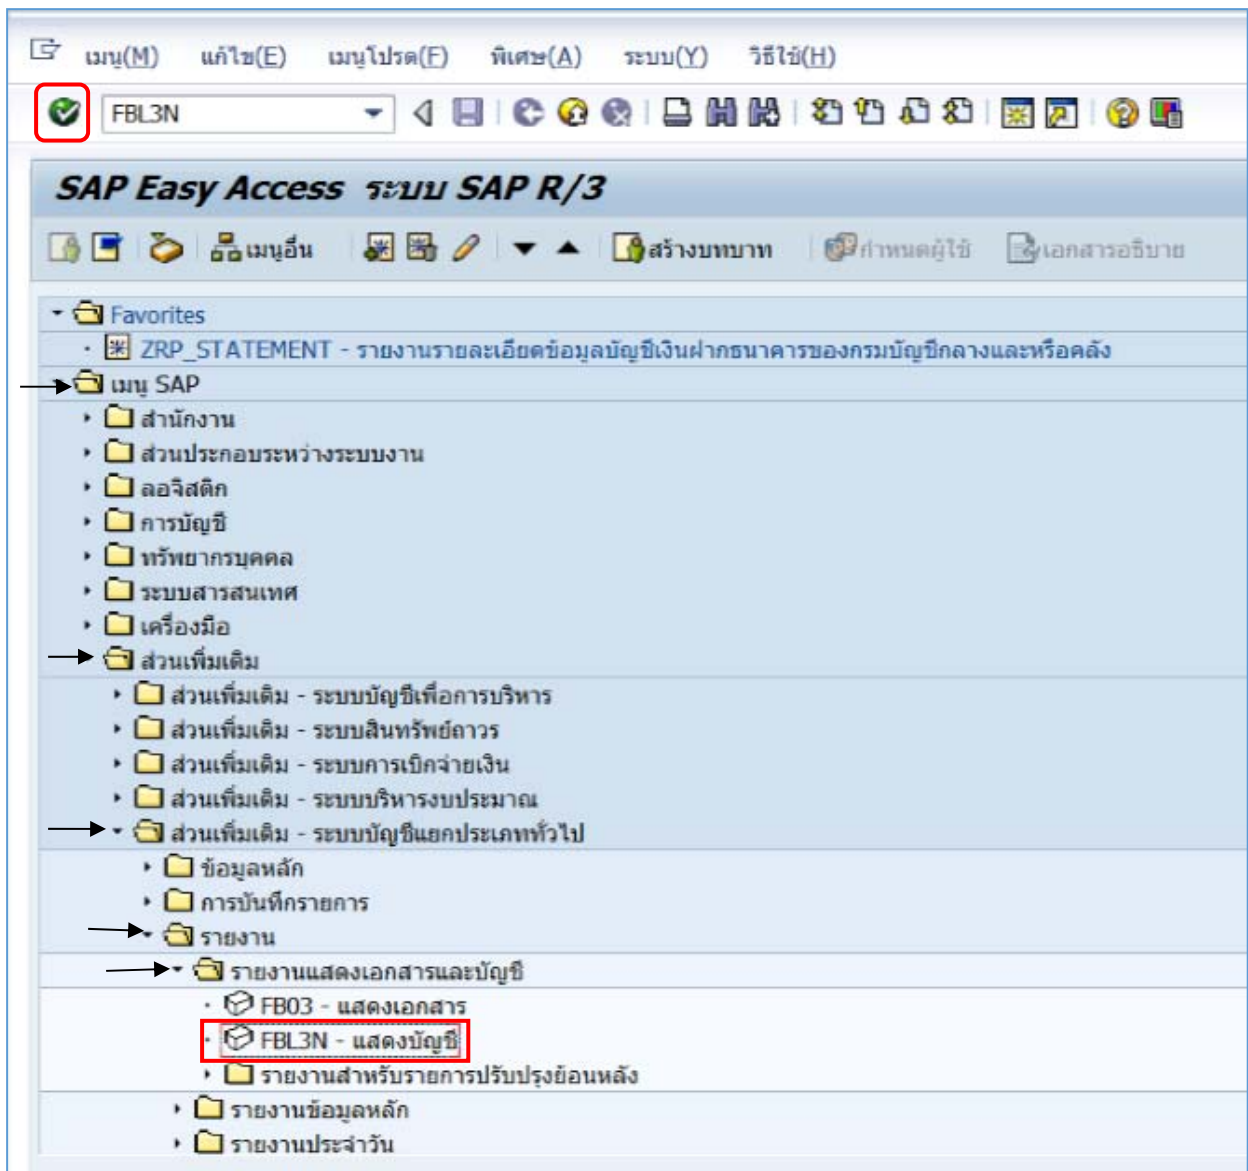 เมนู(M) แก้ไข(E) เมนูโปรด(F) พิเศษ(A) ระบบ(Y) วิธีใช้(H)
FBL3N
SAP Easy Access ระบบ SAP R/3
เมนูอื่น สร้างบทบาท กำหนดผู้ใช้ เอกสารอธิบาย
Favorites
ZRP_STATEMENT - รายงานรายละเอียดข้อมูลบัญชีเงินฝากธนาคารของกรมบัญชีกลางและหรือคลัง
เมนู SAP
สำนักงาน
ส่วนประกอบระหว่างระบบงาน
ลอจิสติก
การบัญชี
ทรัพยากรบุคคล
ระบบสารสนเทศ
เครื่องมือ
ส่วนเพิ่มเติม
ส่วนเพิ่มเติม - ระบบบัญชีเพื่อการบริหาร
ส่วนเพิ่มเติม - ระบบสินทรัพย์ถาวร
ส่วนเพิ่มเติม - ระบบการเบิกจ่ายเงิน
ส่วนเพิ่มเติม - ระบบบริหารงบประมาณ
ส่วนเพิ่มเติม - ระบบบัญชีแยกประเภททั่วไป
ข้อมูลหลัก
การบันทึกรายการ
รายงาน
รายงานแสดงเอกสารและบัญชี
FB03 - แสดงเอกสาร
FBL3N - แสดงบัญชี
รายงานสำหรับรายการปรับปรุงย้อนหลัง
รายงานข้อมูลหลัก
รายงานประจำวัน